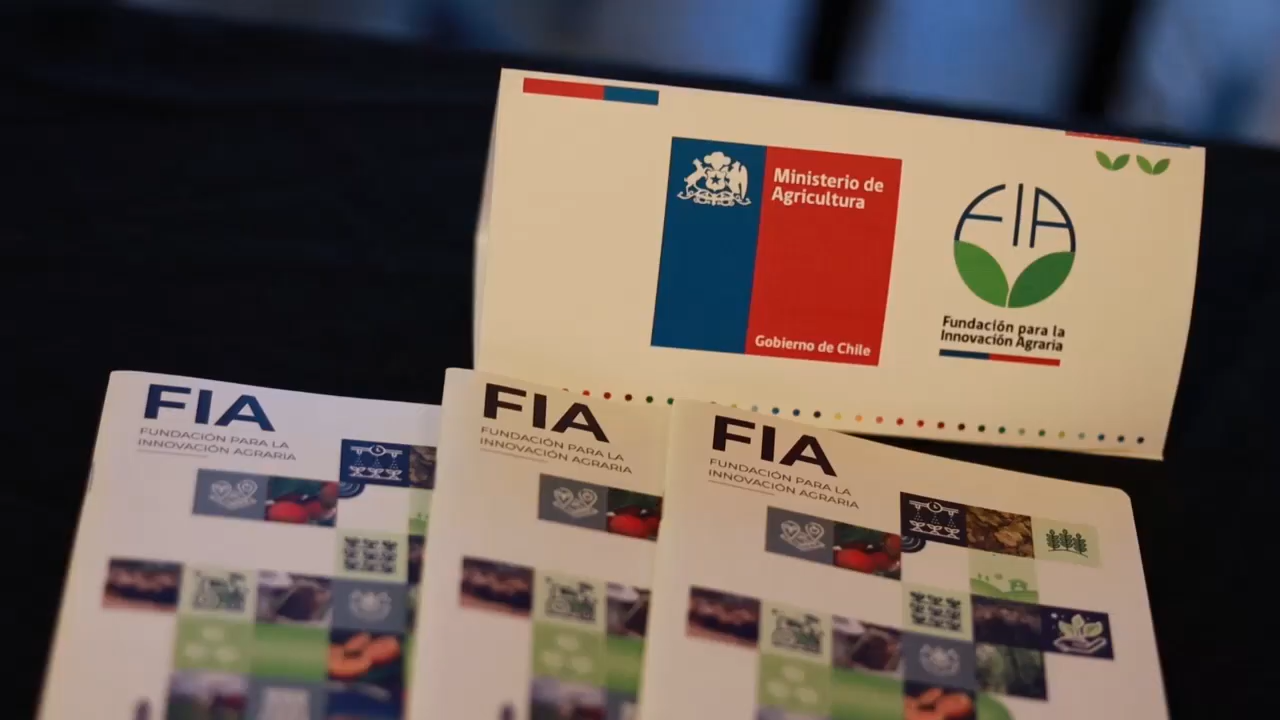 Ministerio de
Agricultura
Gobierno de Chile
FIA
Fundación para la
Innovación Agraria
FIA
FUNDACIÓN PARA LA
INNOVACIÓN AGRARIA
FIA
FUNDACIÓN PARA LA
INNOVACIÓN AGRARIA
FIA
FUNDACIÓN PARA LA
INNOVACIÓN AGRARIA